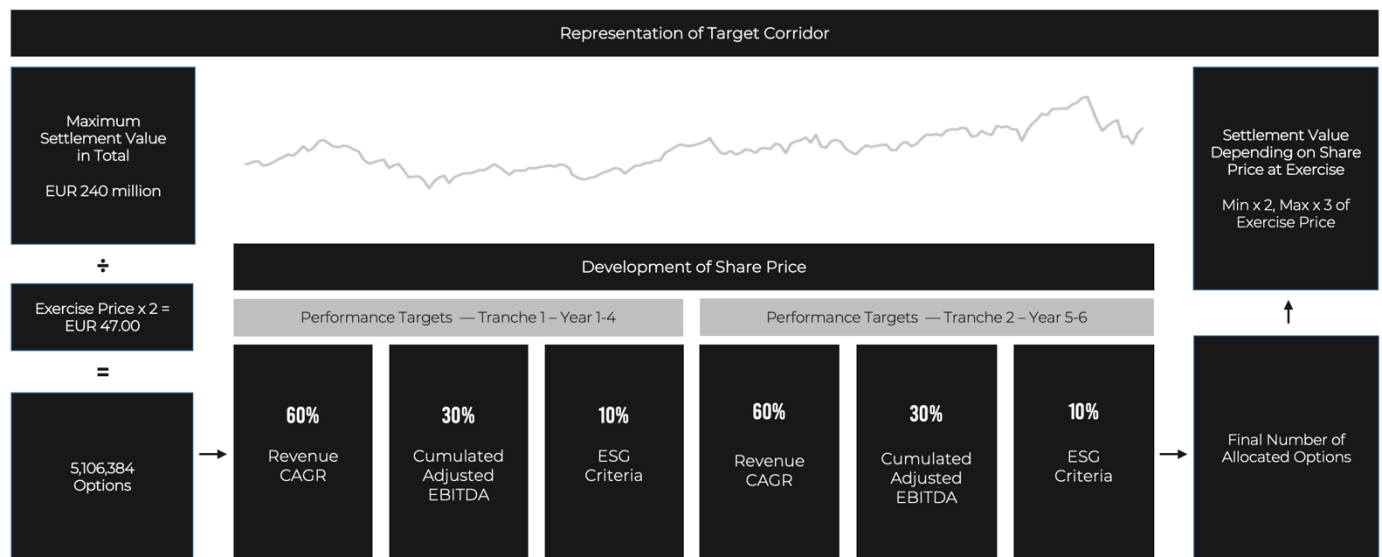 Representation of Target Corridor
Maximum
Settlement Value
in Total
EUR 240 million
÷
Exercise Price x 2 =
EUR 47.00
=
5,106,384
Options
Development of Share Price
Performance Targets — Tranche 1 – Year 1-4
60%
Revenue
CAGR
30%
Cumulated
Adjusted
EBITDA
10%
ESG
Criteria
Performance Targets — Tranche 2 – Year 5-6
60%
Revenue
CAGR
30%
Cumulated
Adjusted
EBITDA
10%
ESG
Criteria
Settlement Value
Depending on Share
Price at Exercise
Min x 2, Max x 3 of
Exercise Price
Final Number of
Allocated Options